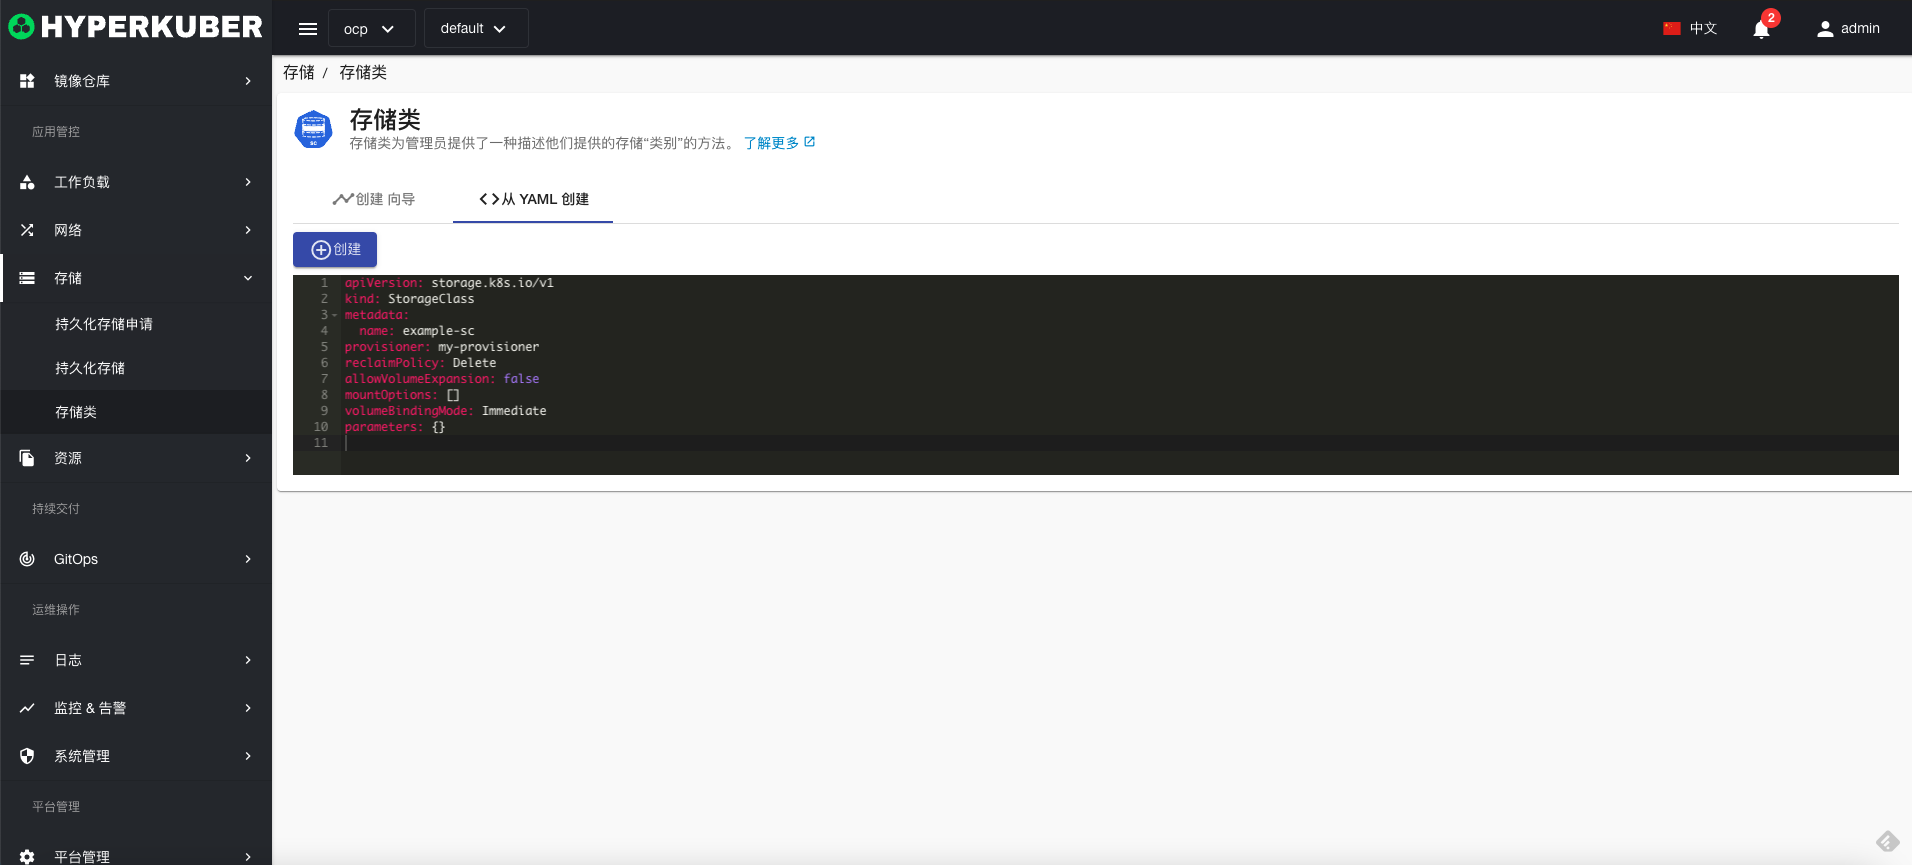 HYPERKUBER
ocp
default
中文
2
admin
镜像仓库
应用管控
工作负载
网络
存储
持久化存储申请
持久化存储
存储类
资源
持续交付
GitOps
运维操作
日志
监控 & 告警
系统管理
平台管理
平台管理
存储 / 存储类
sc
存储类
存储类为管理员提供了一种描述他们提供的存储“类别”的方法。 了解更多
创建 向导
从 YAML 创建
创建
1 apiVersion: storage.k8s.io/v1
2 kind: StorageClass
3 metadata:
4   name: example-sc
5 provisioner: my-provisioner
6 reclaimPolicy: Delete
7 allowVolumeExpansion: false
8 mountOptions: []
9 volumeBindingMode: Immediate
10 parameters: {}
11